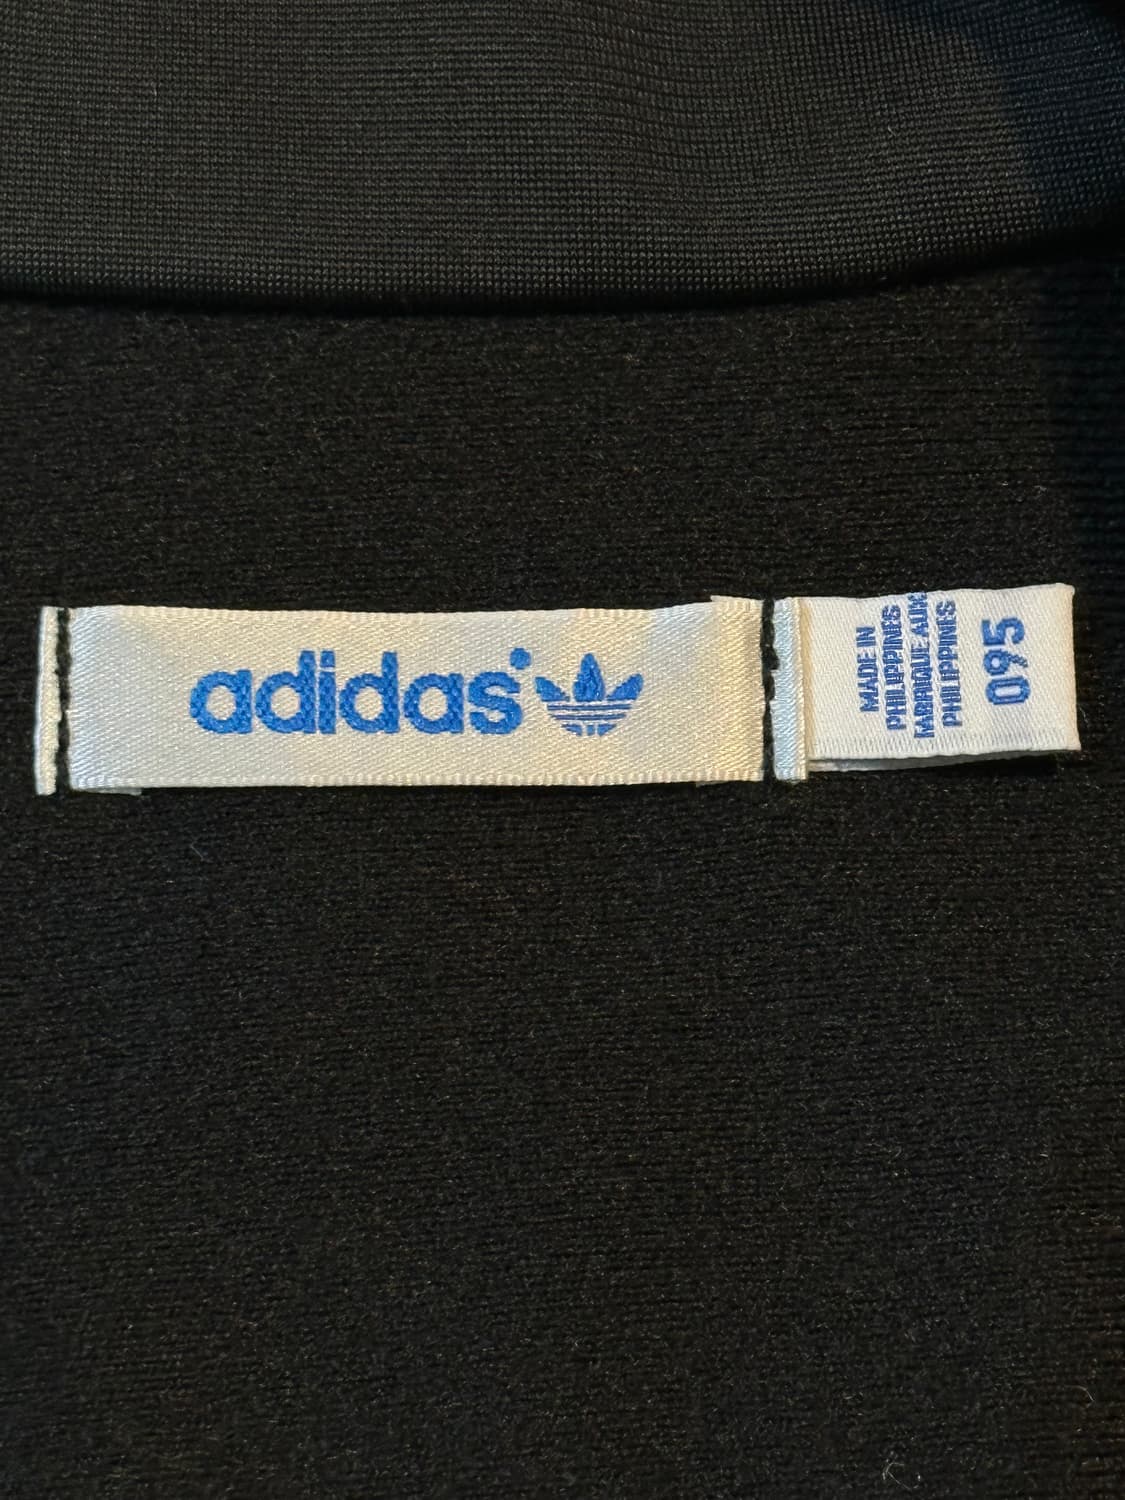 adidas
MADE IN
PHILIPPINES
FABRIQUE AUX
PHILIPPINES
095